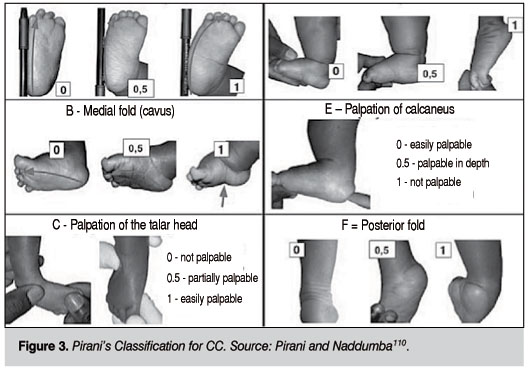 0
0,5
1
0
0,5
1
B - Medial fold (cavus)
0
0,5
1
E – Palpation of calcaneus
0 - easily palpable
0.5 - palpable in depth
1 - not palpable
C - Palpation of the talar head
0 - not palpable
0.5 - partially palpable
1 - easily palpable
F = Posterior fold
0
0,5
1
Figure 3. Pirani's Classification for CC. Source: Pirani and Naddumba110.